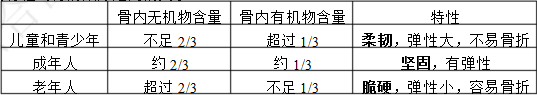 骨内无机物含量 骨内有机物含量 特性
儿童和青少年 不足 2/3 超过 1/3 柔韧，弹性大，不易骨折
成年人 约 2/3 约 1/3 坚固，有弹性
老年人 超过 2/3 不足 1/3 脆硬，弹性小，容易骨折